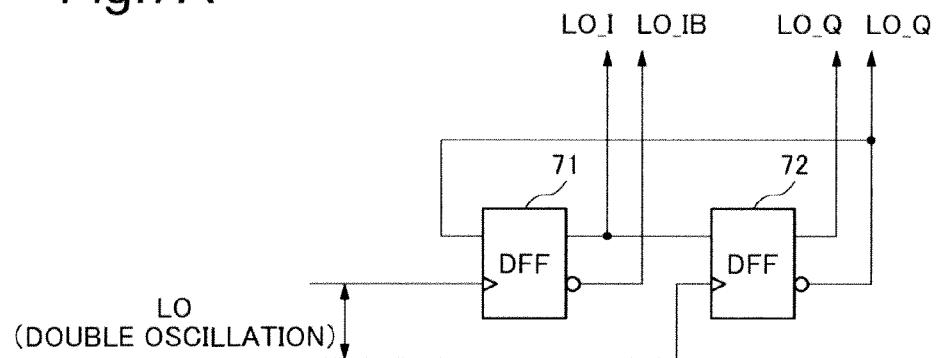 LO_I LO_IB LO_Q LO_Q
71 72
DFF DFF
LO
(DOUBLE OSCILLATION)